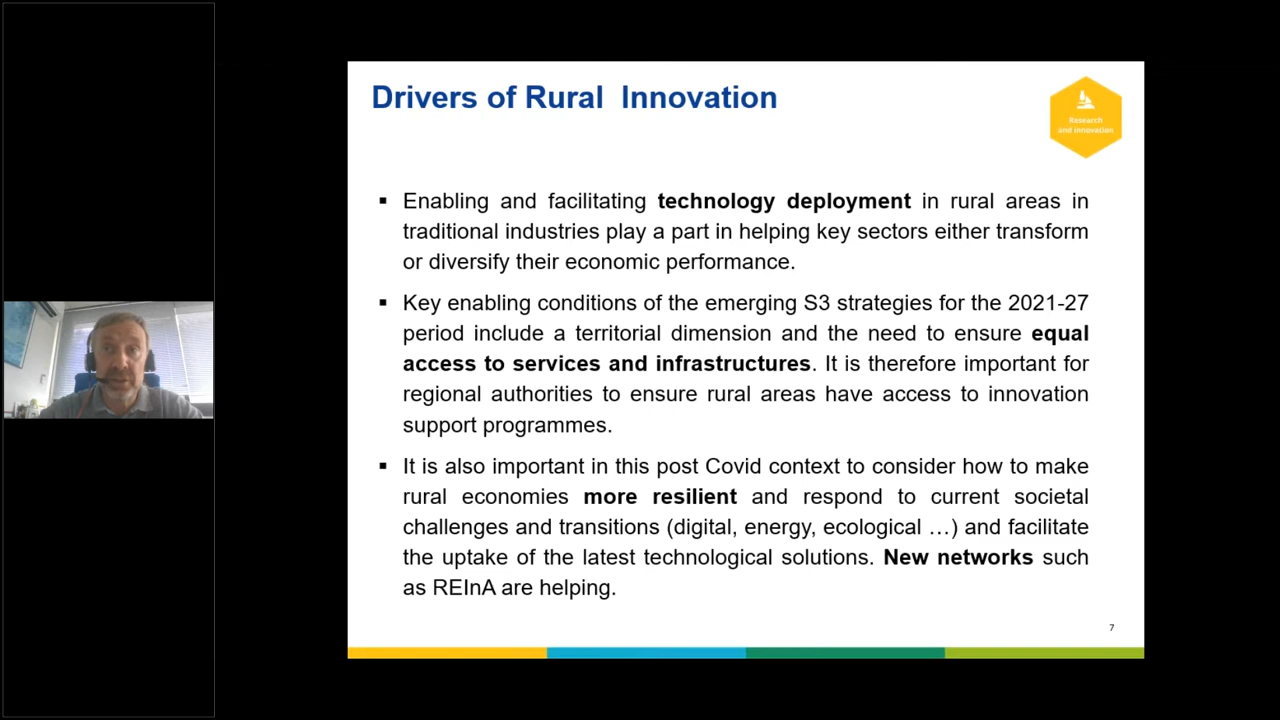 Drivers of Rural Innovation
Research
and innovation
▪ Enabling and facilitating technology deployment in rural areas in
traditional industries play a part in helping key sectors either transform
or diversify their economic performance.
▪ Key enabling conditions of the emerging S3 strategies for the 2021-27
period include a territorial dimension and the need to ensure equal
access to services and infrastructures. It is therefore important for
regional authorities to ensure rural areas have access to innovation
support programmes.
▪ It is also important in this post Covid context to consider how to make
rural economies more resilient and respond to current societal
challenges and transitions (digital, energy, ecological …) and facilitate
the uptake of the latest technological solutions. New networks such
as REInA are helping.
7